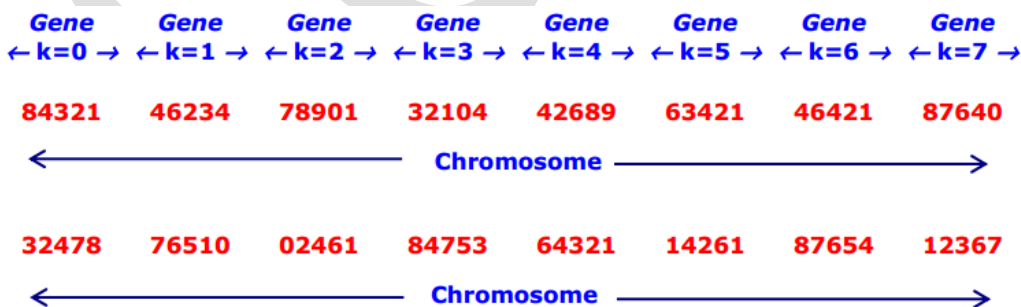 Gene Gene Gene Gene Gene Gene Gene Gene
← k=0 → ← k=1 → ← k=2 → ← k=3 → ← k=4 → ← k=5 → ← k=6 → ← k=7 →
84321 46234 78901 32104 42689 63421 46421 87640
Chromosome
32478 76510 02461 84753 64321 14261 87654 12367
Chromosome